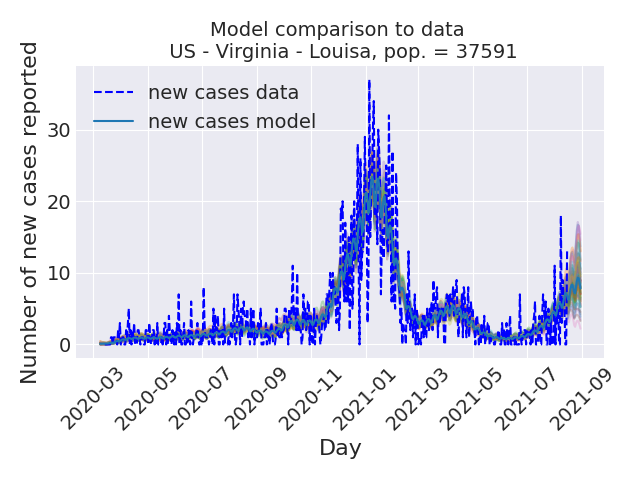 Model comparison to data
US - Virginia - Louisa, pop. = 37591
Number of new cases reported
new cases data
new cases model
30
20
10
0
2020-03
2020-05
2020-07
2020-09
2020-11
2021-01
2021-03
2021-05
2021-07
2021-09
Day